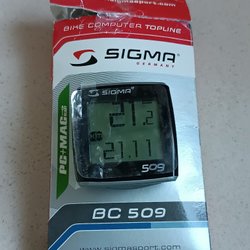 .sigmasport.com
BIKE COMPUTER TOPLINE
SIGMA
GERMANY
SIGMA
21.2
21.11
509
PC+MAC
BC 509
www.sigmasport.com